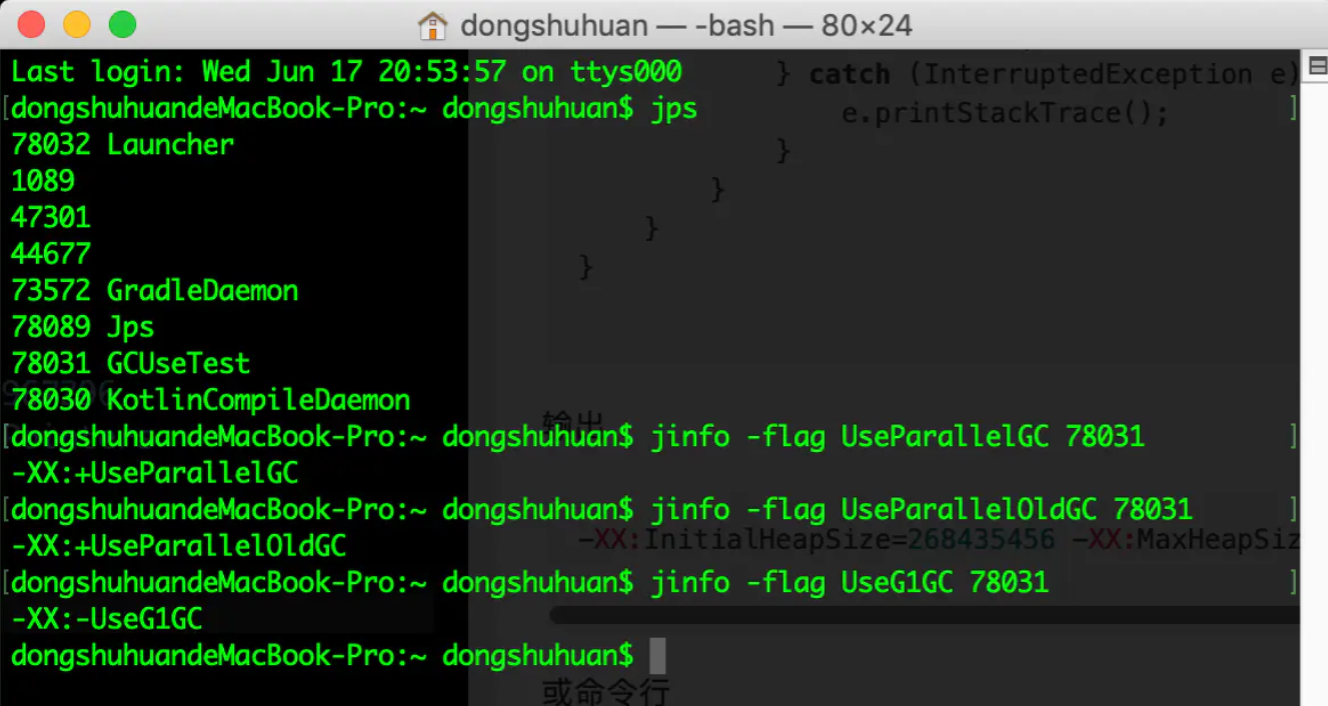 dongshuhuan — -bash — 80×24
Last login: Wed Jun 17 20:53:57 on ttys000
} catch (InterruptedException e)
[dongshuhuandeMacBook-Pro:~ dongshuhuan$ jps ]
e.printStackTrace();
78032 Launcher
}
1089
}
47301
}
44677
}
73572 GradleDaemon
78089 Jps
78031 GCUseTest
78030 KotlinCompileDaemon
输出
[dongshuhuandeMacBook-Pro:~ dongshuhuan$ jinfo -flag UseParallelGC 78031 ]
-XX:+UseParallelGC
[dongshuhuandeMacBook-Pro:~ dongshuhuan$ jinfo -flag UseParallelOldGC 78031 ]
-XX:+UseParallelOldGC
-XX:InitialHeapSize=268435456 -XX:MaxHeapSiz
[dongshuhuandeMacBook-Pro:~ dongshuhuan$ jinfo -flag UseG1GC 78031 ]
-XX:-UseG1GC
dongshuhuandeMacBook-Pro:~ dongshuhuan$
或命令行